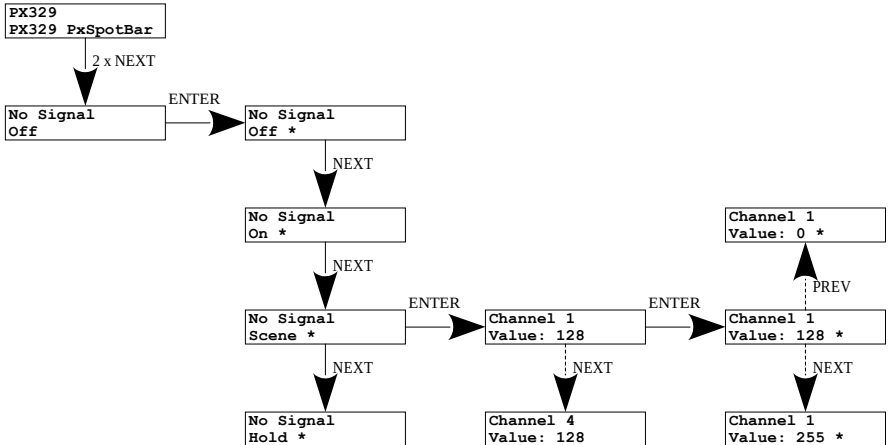 PX329
PX329 PxSpotBar
2 x NEXT
No Signal
Off
ENTER
No Signal
Off *
NEXT
No Signal
On *
NEXT
No Signal
Scene *
ENTER
Channel 1
Value: 128
ENTER
Channel 1
Value: 128 *
PREV
Channel 1
Value: 0 *
NEXT
No Signal
Hold *
NEXT
Channel 4
Value: 128
NEXT
Channel 1
Value: 255 *